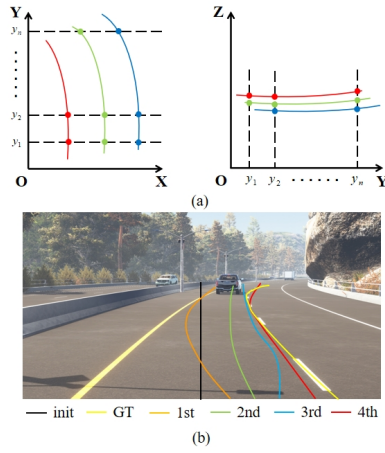 Y
Z
yₙ
y₂
y₁
O
X
O
y₁ y₂ ...... yₙ
Y
(a)
init GT 1st 2nd 3rd 4th
(b)